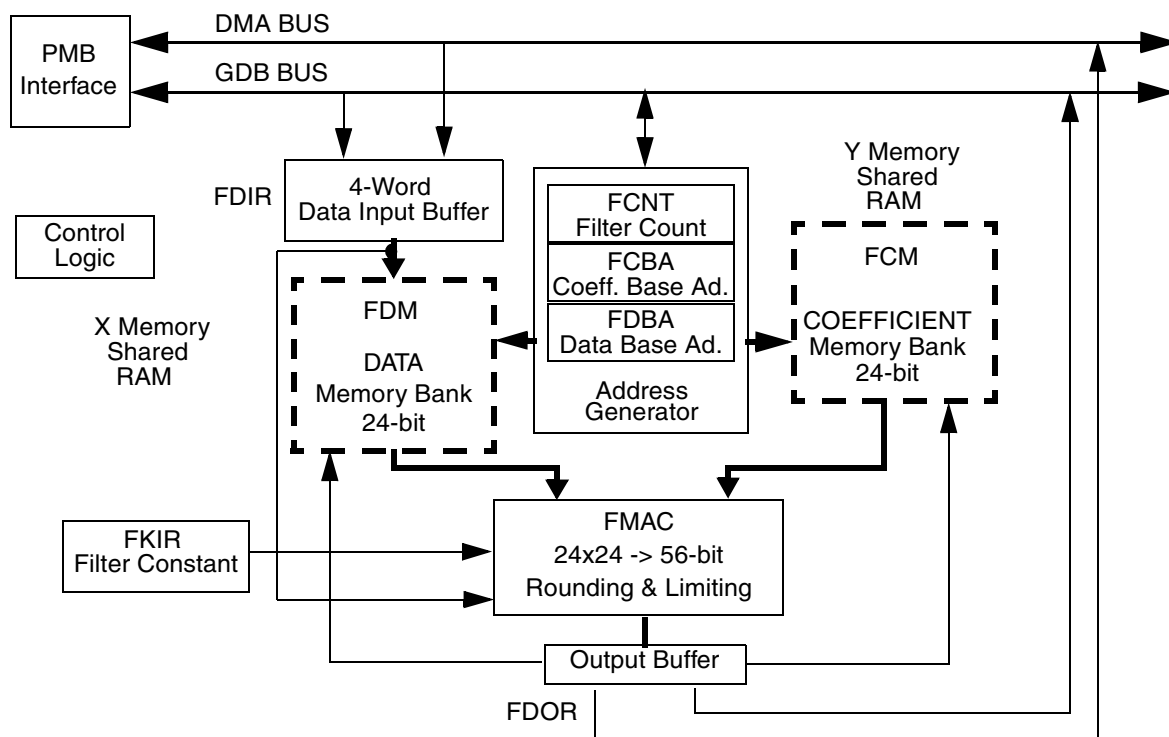 DMA BUS
PMB
Interface
GDB BUS
Y Memory
Shared
RAM
FDIR
4-Word
Data Input Buffer
FCNT
Filter Count
Control
Logic
FCBA
Coeff. Base Ad.
FCM
X Memory
Shared
RAM
FDM
DATA
Memory Bank
24-bit
FDBA
Data Base Ad.
COEFFICIENT
Memory Bank
24-bit
Address
Generator
FKIR
Filter Constant
FMAC
24x24 -> 56-bit
Rounding & Limiting
Output Buffer
FDOR